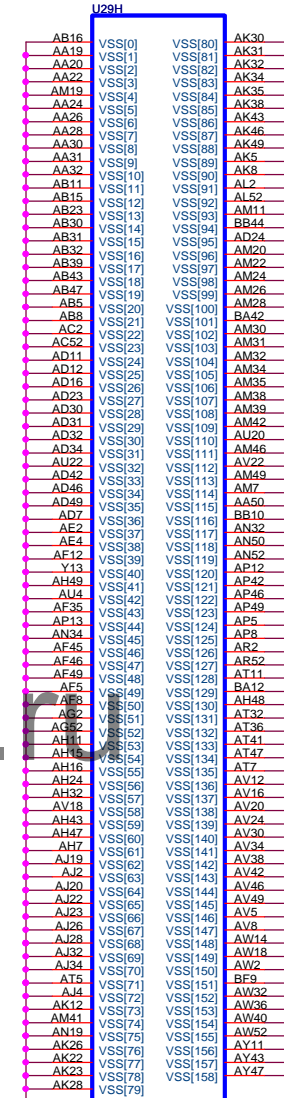 U29H
AB16 VSS[0] VSS[80] AK30
AA19 VSS[1] VSS[81] AK31
AA20 VSS[2] VSS[82] AK32
AA22 VSS[3] VSS[83] AK34
AM19 VSS[4] VSS[84] AK35
AA24 VSS[5] VSS[85] AK38
AA26 VSS[6] VSS[86] AK43
AA28 VSS[7] VSS[87] AK46
AA30 VSS[8] VSS[88] AK49
AA31 VSS[9] VSS[89] AK5
AA32 VSS[10] VSS[90] AK8
AB11 VSS[11] VSS[91] AL2
AB15 VSS[12] VSS[92] AL52
AB23 VSS[13] VSS[93] AM11
AB30 VSS[14] VSS[94] BB44
AB31 VSS[15] VSS[95] AD24
AB32 VSS[16] VSS[96] AM20
AB39 VSS[17] VSS[97] AM22
AB43 VSS[18] VSS[98] AM24
AB47 VSS[19] VSS[99] AM26
AB5 VSS[20] VSS[100] AM28
AB8 VSS[21] VSS[101] BA42
AC2 VSS[22] VSS[102] AM30
AC52 VSS[23] VSS[103] AM31
AD11 VSS[24] VSS[104] AM32
AD12 VSS[25] VSS[105] AM34
AD16 VSS[26] VSS[106] AM35
AD23 VSS[27] VSS[107] AM38
AD30 VSS[28] VSS[108] AM39
AD31 VSS[29] VSS[109] AM42
AD32 VSS[30] VSS[110] AU20
AD34 VSS[31] VSS[111] AM46
AU22 VSS[32] VSS[112] AV22
AD42 VSS[33] VSS[113] AM49
AD46 VSS[34] VSS[114] AM7
AD49 VSS[35] VSS[115] AA50
AD7 VSS[36] VSS[116] BB10
AE2 VSS[37] VSS[117] AN32
AE4 VSS[38] VSS[118] AN50
AF12 VSS[39] VSS[119] AN52
Y13 VSS[40] VSS[120] AP12
AH49 VSS[41] VSS[121] AP42
AU4 VSS[42] VSS[122] AP46
AF35 VSS[43] VSS[123] AP49
AP13 VSS[44] VSS[124] AP5
AN34 VSS[45] VSS[125] AP8
AF45 VSS[46] VSS[126] AR2
AF46 VSS[47] VSS[127] AR52
AF49 VSS[48] VSS[128] AT11
AF5 VSS[49] VSS[129] BA12
AF8 VSS[50] VSS[130] AH48
AG2 VSS[51] VSS[131] AT32
AG52 VSS[52] VSS[132] AT36
AH11 VSS[53] VSS[133] AT41
AH15 VSS[54] VSS[134] AT47
AH16 VSS[55] VSS[135] AT7
AH24 VSS[56] VSS[136] AV12
AH32 VSS[57] VSS[137] AV16
AV18 VSS[58] VSS[138] AV20
AH43 VSS[59] VSS[139] AV24
AH47 VSS[60] VSS[140] AV30
AH7 VSS[61] VSS[141] AV34
AJ19 VSS[62] VSS[142] AV38
AJ2 VSS[63] VSS[143] AV42
AJ20 VSS[64] VSS[144] AV46
AJ22 VSS[65] VSS[145] AV49
AJ23 VSS[66] VSS[146] AV5
AJ26 VSS[67] VSS[147] AV8
AJ28 VSS[68] VSS[148] AW14
AJ32 VSS[69] VSS[149] AW18
AJ34 VSS[70] VSS[150] AW2
AT5 VSS[71] VSS[151] BF9
AJ4 VSS[72] VSS[152] AW32
AK12 VSS[73] VSS[153] AW36
AM41 VSS[74] VSS[154] AW40
AN19 VSS[75] VSS[155] AW52
AK26 VSS[76] VSS[156] AY11
AK22 VSS[77] VSS[157] AY43
AK23 VSS[78] VSS[158] AY47
AK28 VSS[79]
.ru